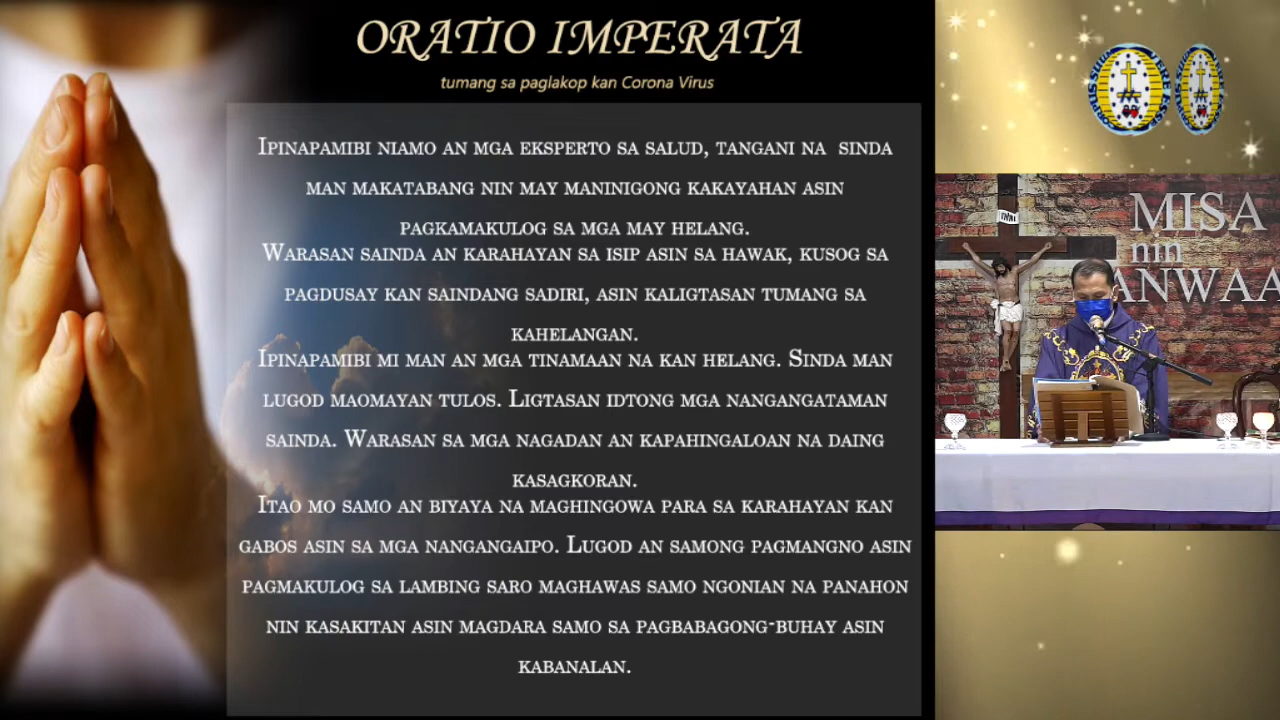 ORATIO IMPERATA
tumang sa paglakop kan Corona Virus
Ipinapamibi niamo an mga eksperto sa salud, tangani na sinda
man makatabang nin may maninigong kakayahan asin
pagkamakulog sa mga may helang.
Warasan sainda an karahayan sa isip asin sa hawak, kusog sa
pagdusay kan saindang sadiri, asin kaligtasan tumang sa
kahelangan.
Ipinapamibi mi man an mga tinamaan na kan helang. Sinda man
lugod maomayan tulos. Ligtasan idtong mga nangangataman
sainda. Warasan sa mga nagadan an kapahingaloan na daing
kasagkoran.
Itao mo samo an biyaya na maghingowa para sa karahayan kan
gabos asin sa mga nangangaipo. Lugod an samong pagmangno asin
pagmakulog sa lambing saro maghawas samo ngonian na panahon
nin kasakitan asin magdara samo sa pagbabagong-buhay asin
kabanalan.
INRI
MISA
nin
ANWAA